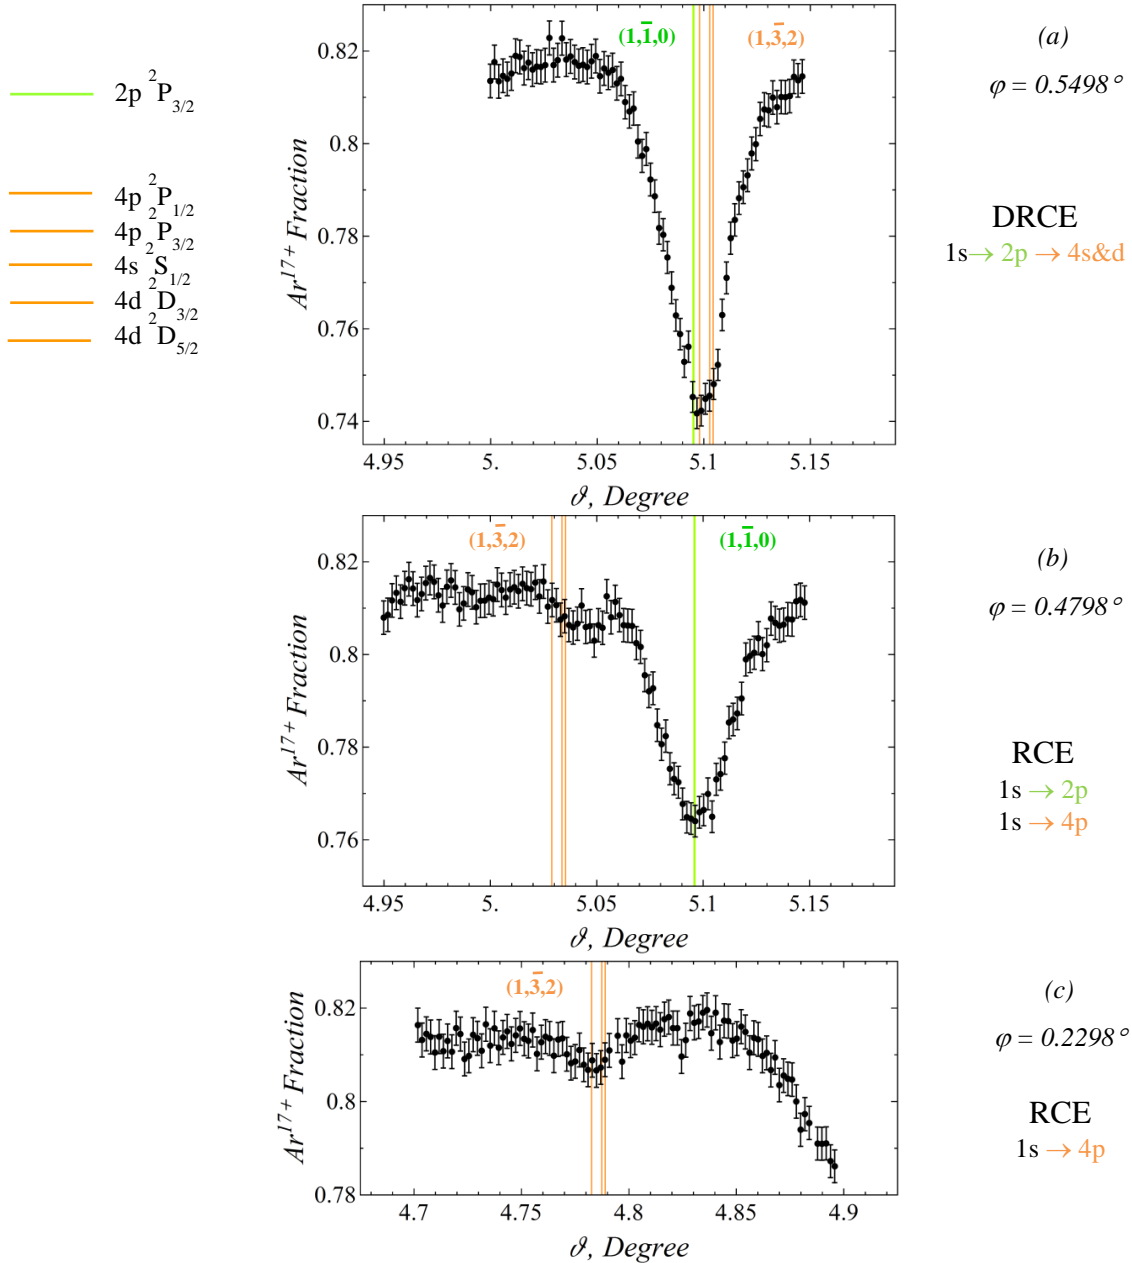 2p ²P₃/₂
4p ²P₁/₂
4p ²P₃/₂
4s ²S₁/₂
4d ²D₃/₂
4d ²D₅/₂
(1,1̄,0)
(1,3̄,2)
0.82
0.8
0.78
0.76
0.74
Ar¹⁷⁺ Fraction
4.95
5.
5.05
5.1
5.15
ϑ, Degree
(a)
φ = 0.5498°
DRCE
1s→ 2p → 4s&d
(1,3̄,2)
(1,1̄,0)
0.82
0.8
0.78
0.76
Ar¹⁷⁺ Fraction
4.95
5.
5.05
5.1
5.15
ϑ, Degree
(b)
φ = 0.4798°
RCE
1s → 2p
1s → 4p
(1,3̄,2)
0.82
0.8
0.78
Ar¹⁷⁺ Fraction
4.7
4.75
4.8
4.85
4.9
ϑ, Degree
(c)
φ = 0.2298°
RCE
1s → 4p